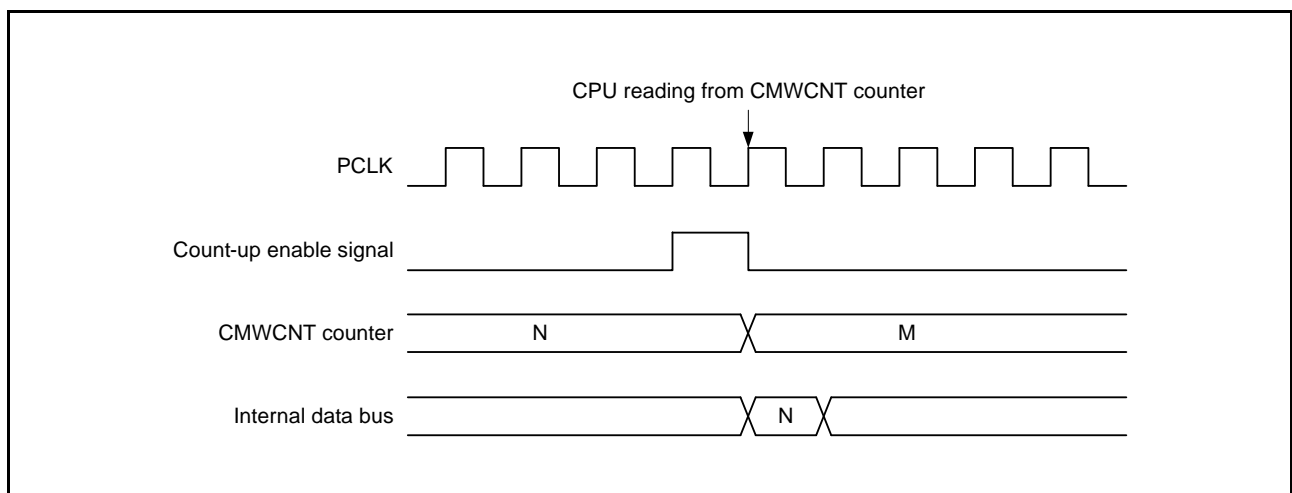 CPU reading from CMWCNT counter
PCLK
Count-up enable signal
CMWCNT counter N M
Internal data bus N